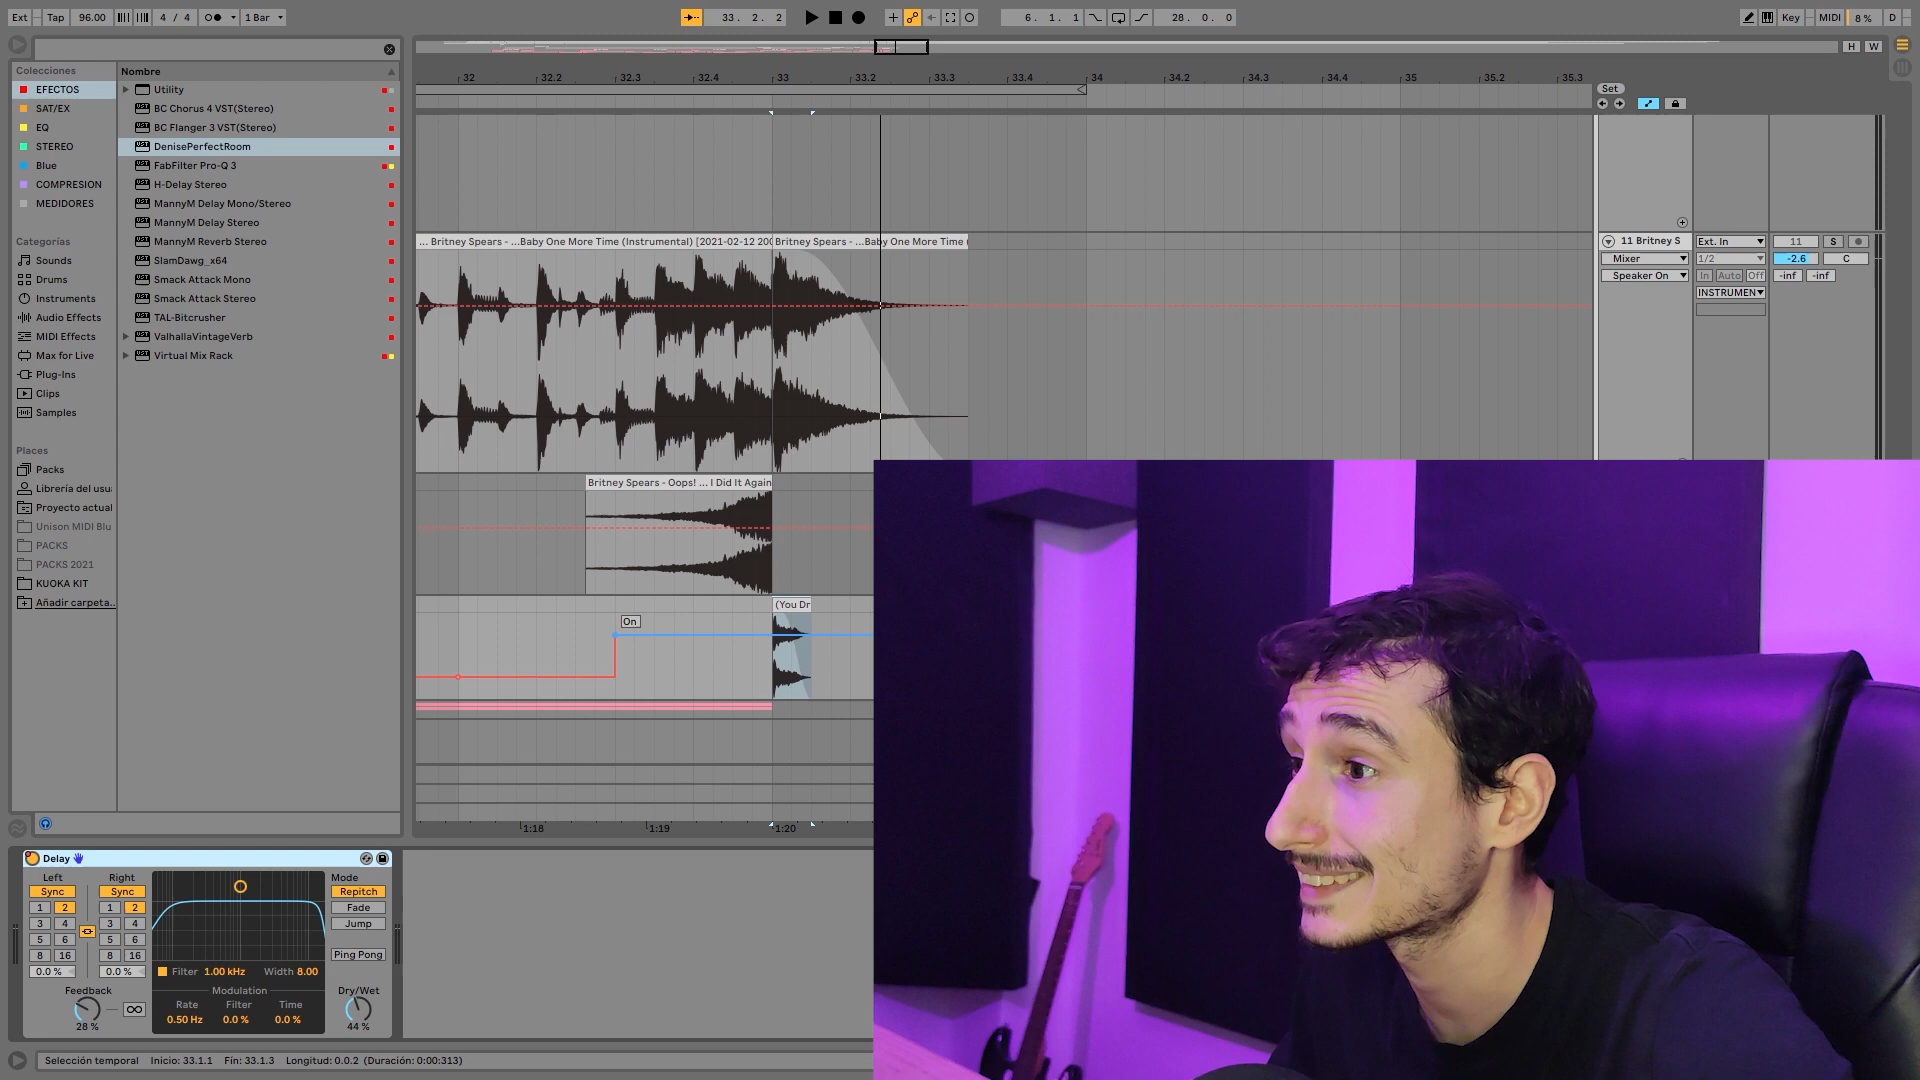 Ext Tap 96.00 4 / 4 1 Bar 33. 2. 2 6. 1. 1 28. 0. 0 Key MIDI 8 % D
H W
Colecciones Nombre
EFECTOS
SAT/EX
EQ
STEREO
Blue
COMPRESION
MEDIDORES
Categorías
Sounds
Drums
Instruments
Audio Effects
MIDI Effects
Max for Live
Plug-Ins
Clips
Samples
Places
Packs
Librería del usu
Proyecto actual
Unison MIDI Blu
PACKS
PACKS 2021
KUOKA KIT
Añadir carpeta...
Utility
BC Chorus 4 VST(Stereo)
BC Flanger 3 VST(Stereo)
DenisePerfectRoom
FabFilter Pro-Q 3
H-Delay Stereo
MannyM Delay Mono/Stereo
MannyM Delay Stereo
MannyM Reverb Stereo
SlamDawg_x64
Smack Attack Mono
Smack Attack Stereo
TAL-Bitcrusher
ValhallaVintageVerb
Virtual Mix Rack
32 32.2 32.3 32.4 33 33.2 33.3 33.4 34 34.2 34.3 34.4 35 35.2 35.3
Set
... Britney Spears - ...Baby One More Time (Instrumental) [2021-02-12 200 Britney Spears - ...Baby One More Time (
11 Britney S Ext. In 11 S
Mixer 1/2 -2.6 C
Speaker On In Auto Off -inf -inf
INSTRUMEN
Britney Spears - Oops! ... I Did It Again
(You Dr
On
1:18 1:19 1:20
Delay
Left Right Mode
Sync Sync Repitch
1 2 1 2 Fade
3 4 3 4 Jump
5 6 5 6
8 16 8 16 Ping Pong
0.0 % 0.0 % Filter 1.00 kHz Width 8.00
Feedback Modulation Dry/Wet
Rate Filter Time
28 % 0.50 Hz 0.0 % 0.0 % 44 %
Selección temporal Inicio: 33.1.1 Fín: 33.1.3 Longitud: 0.0.2 (Duración: 0:00:313)